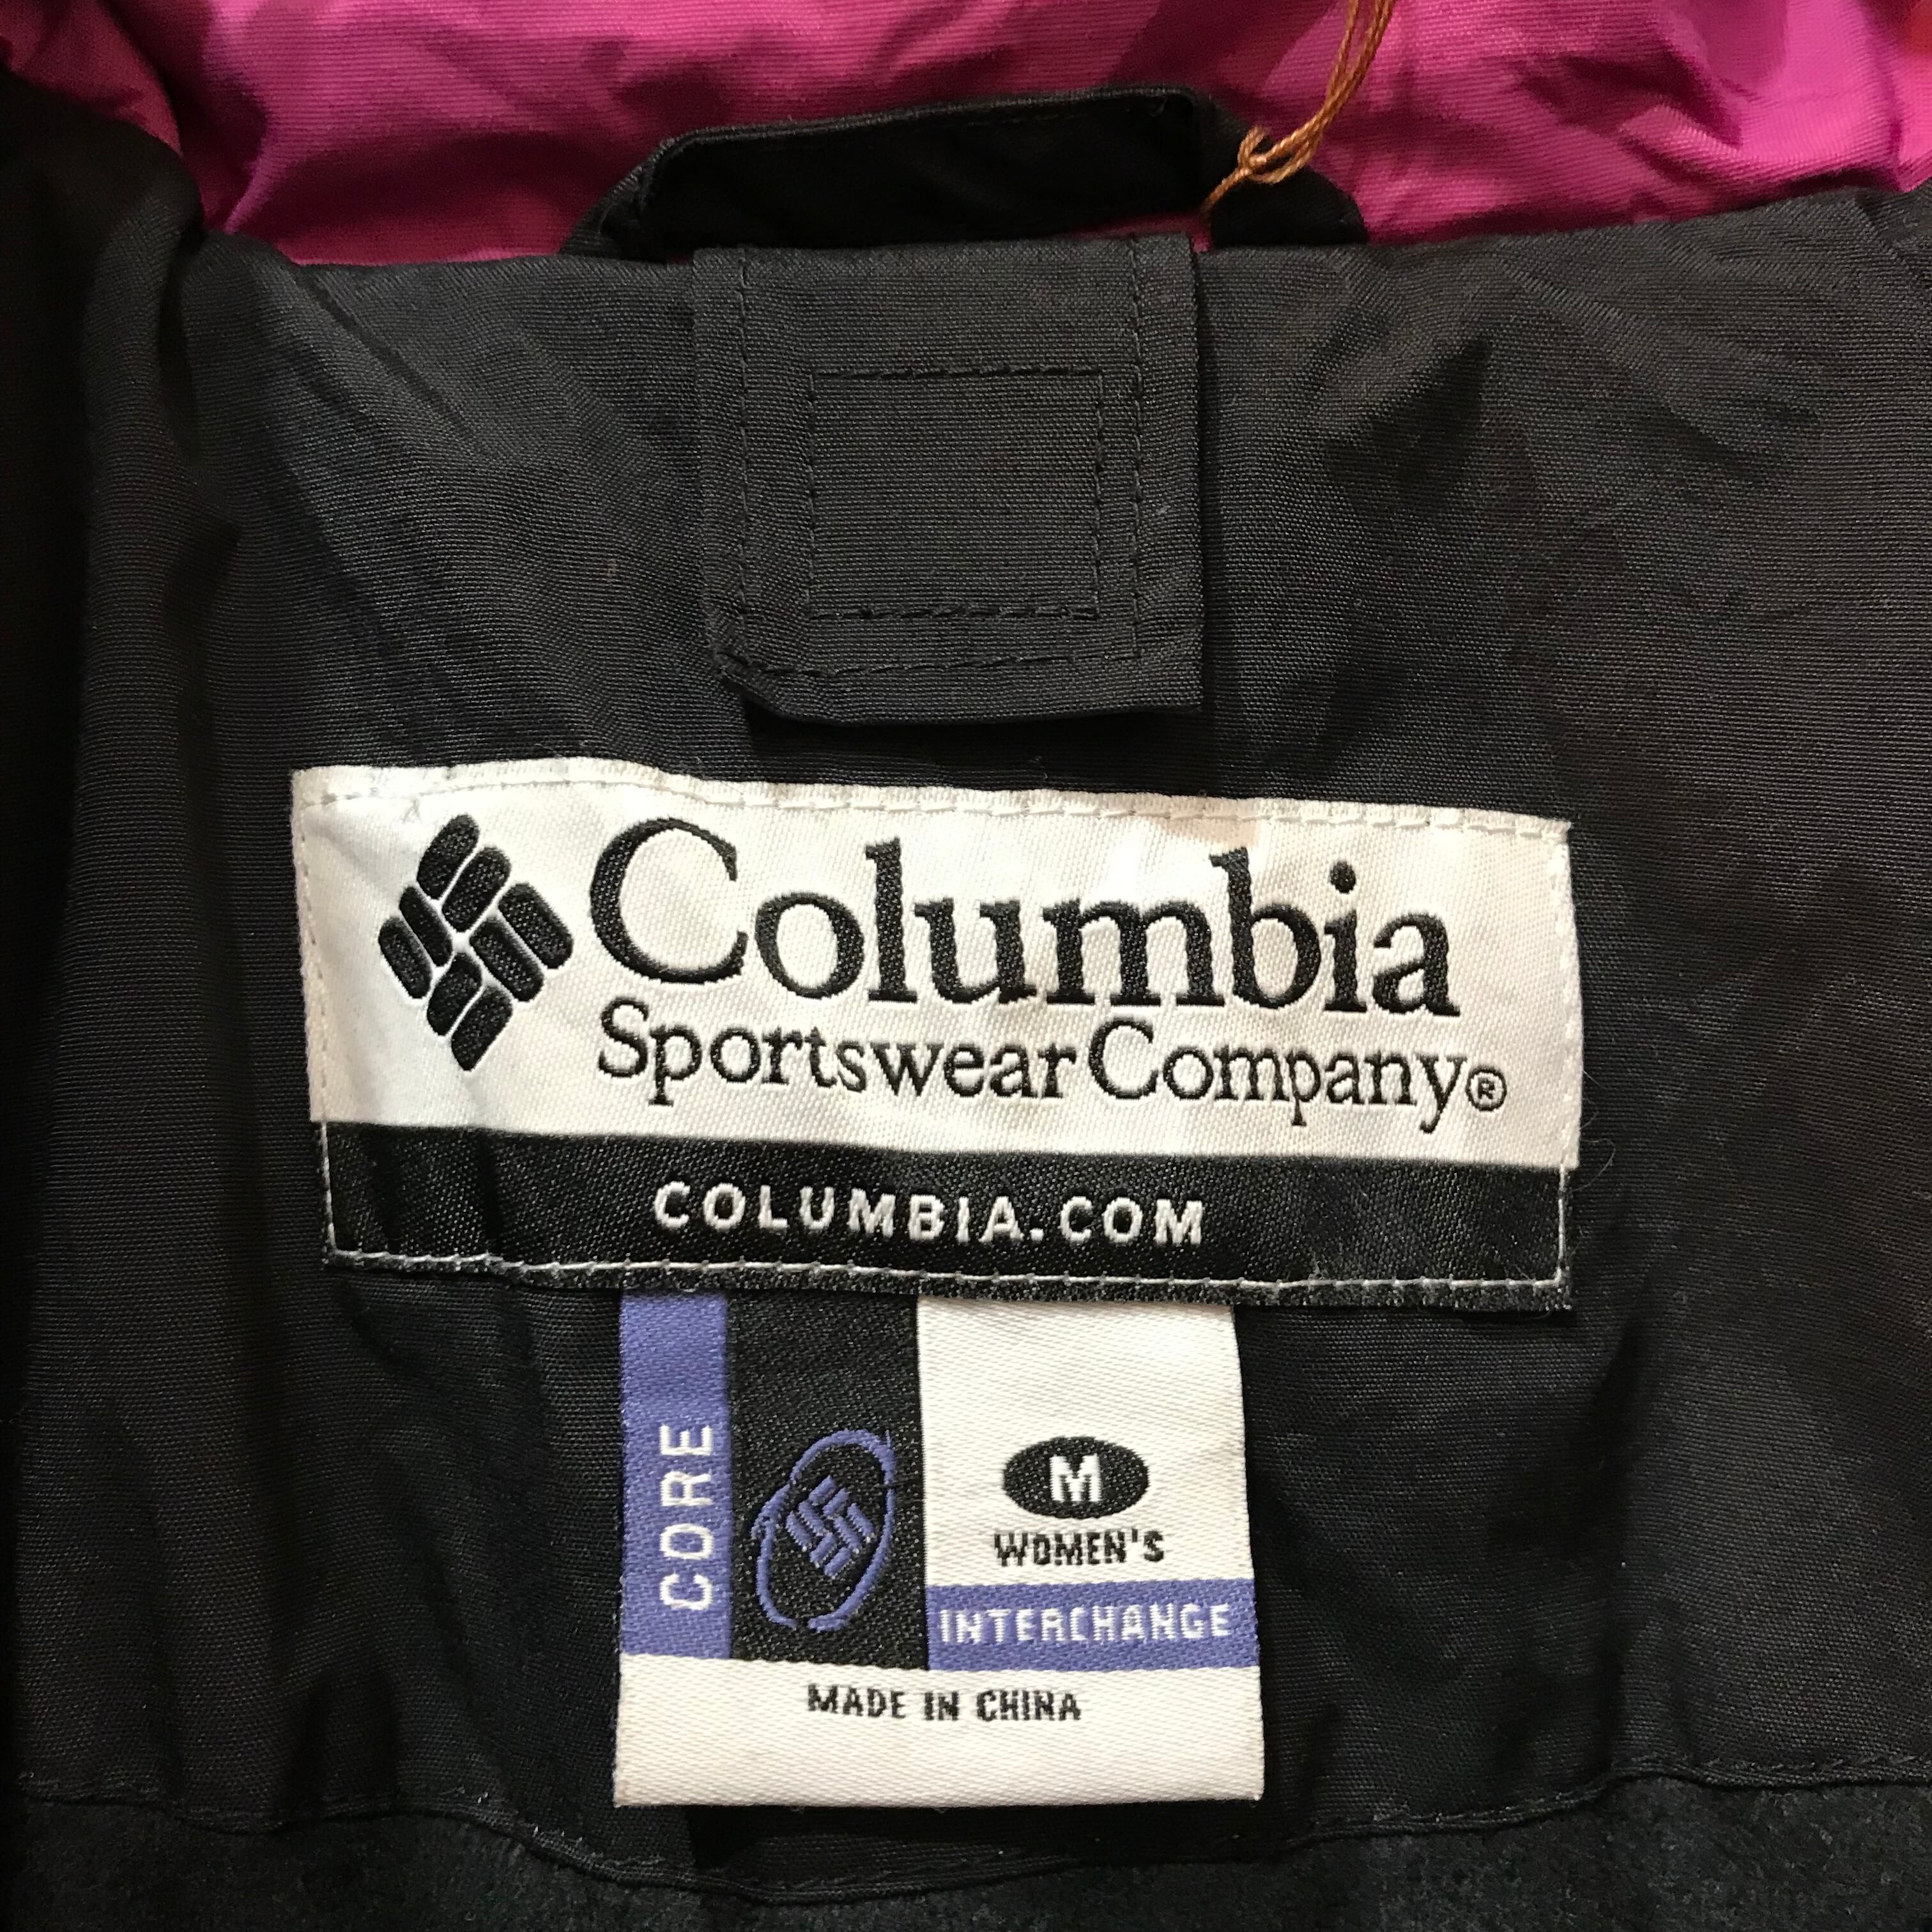 Columbia
Sportswear Company®
COLUMBIA.COM
CORE
M
WOMEN'S
INTERCHANGE
MADE IN CHINA